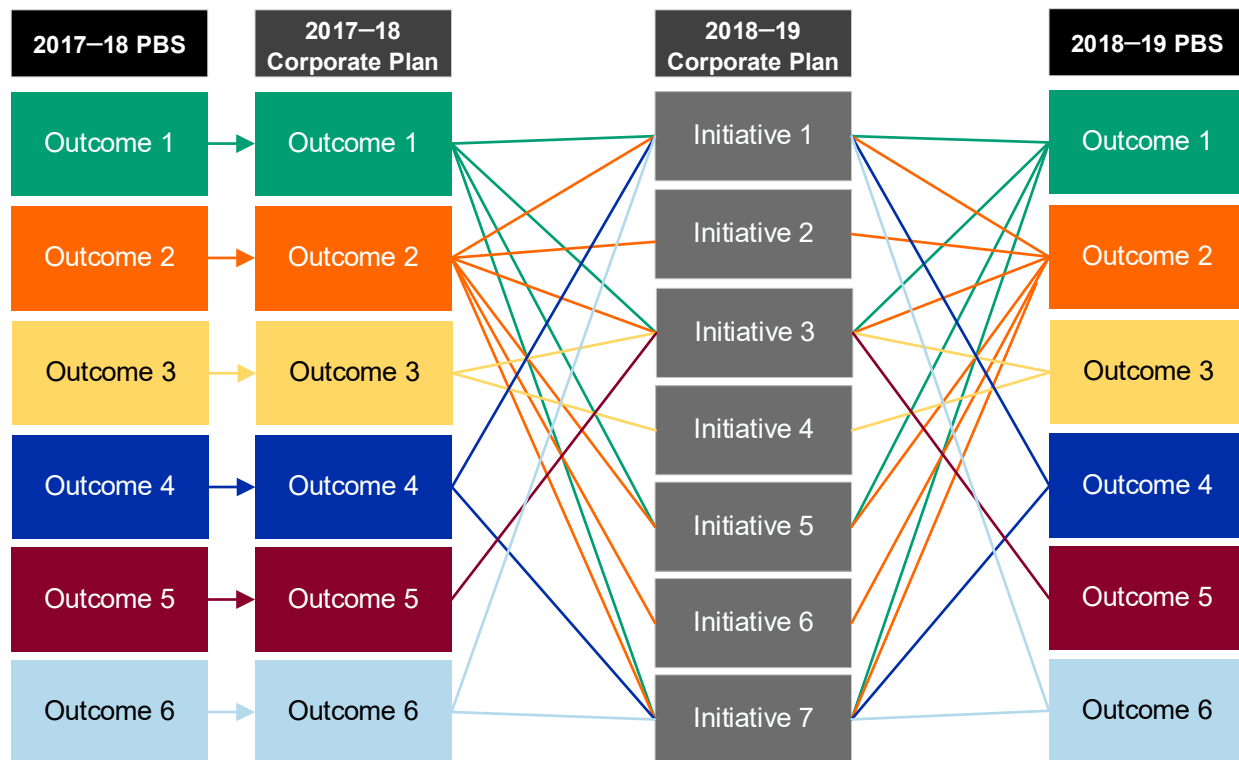 2017–18 PBS
2017–18
Corporate Plan
2018–19
Corporate Plan
2018–19 PBS
Outcome 1
Outcome 1
Initiative 1
Outcome 1
Outcome 2
Outcome 2
Initiative 2
Outcome 2
Outcome 3
Outcome 3
Initiative 3
Outcome 3
Initiative 4
Outcome 4
Outcome 4
Initiative 5
Outcome 4
Outcome 5
Outcome 5
Initiative 6
Outcome 5
Outcome 6
Outcome 6
Initiative 7
Outcome 6